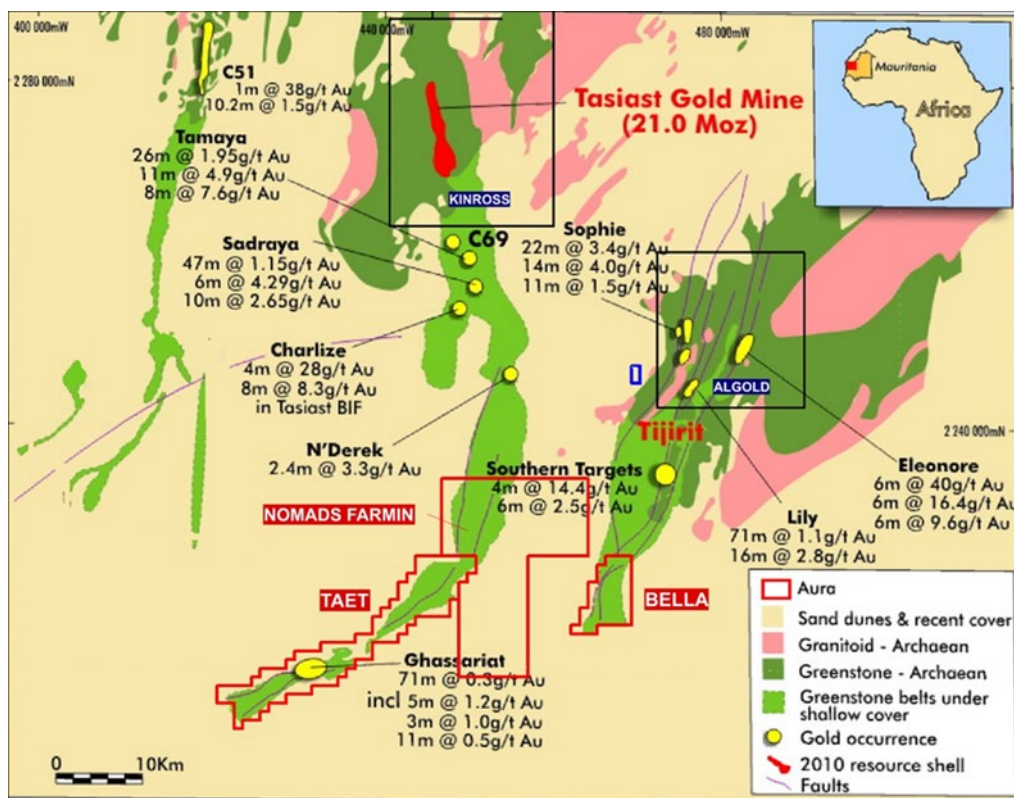 400 000mW
440 000mW
480 000mW
2 280 000mN
C51
1m @ 38g/t Au
10.2m @ 1.5g/t Au
Tasiast Gold Mine
(21.0 Moz)
Mauritania
Africa
Tamaya
26m @ 1.95g/t Au
11m @ 4.9g/t Au
8m @ 7.6g/t Au
KINROSS
C69
Sadraya
47m @ 1.15g/t Au
6m @ 4.29g/t Au
10m @ 2.65g/t Au
Sophie
22m @ 3.4g/t Au
14m @ 4.0g/t Au
11m @ 1.5g/t Au
Charlize
4m @ 28g/t Au
8m @ 8.3g/t Au
in Tasiast BIF
ALGOLD
Tijirit
2 240 000mN
N'Derek
2.4m @ 3.3g/t Au
Southern Targets
4m @ 14.4g/t Au
6m @ 2.5g/t Au
Eleonore
6m @ 40g/t Au
6m @ 16.4g/t Au
6m @ 9.6g/t Au
Lily
71m @ 1.1g/t Au
16m @ 2.8g/t Au
NOMADS FARMIN
TAET
BELLA
Ghassariat
71m @ 0.3g/t Au
incl 5m @ 1.2g/t Au
3m @ 1.0g/t Au
11m @ 0.5g/t Au
Aura
Sand dunes & recent cover
Granitoid - Archaean
Greenstone - Archaean
Greenstone belts under
shallow cover
Gold occurrence
2010 resource shell
Faults
0
10Km